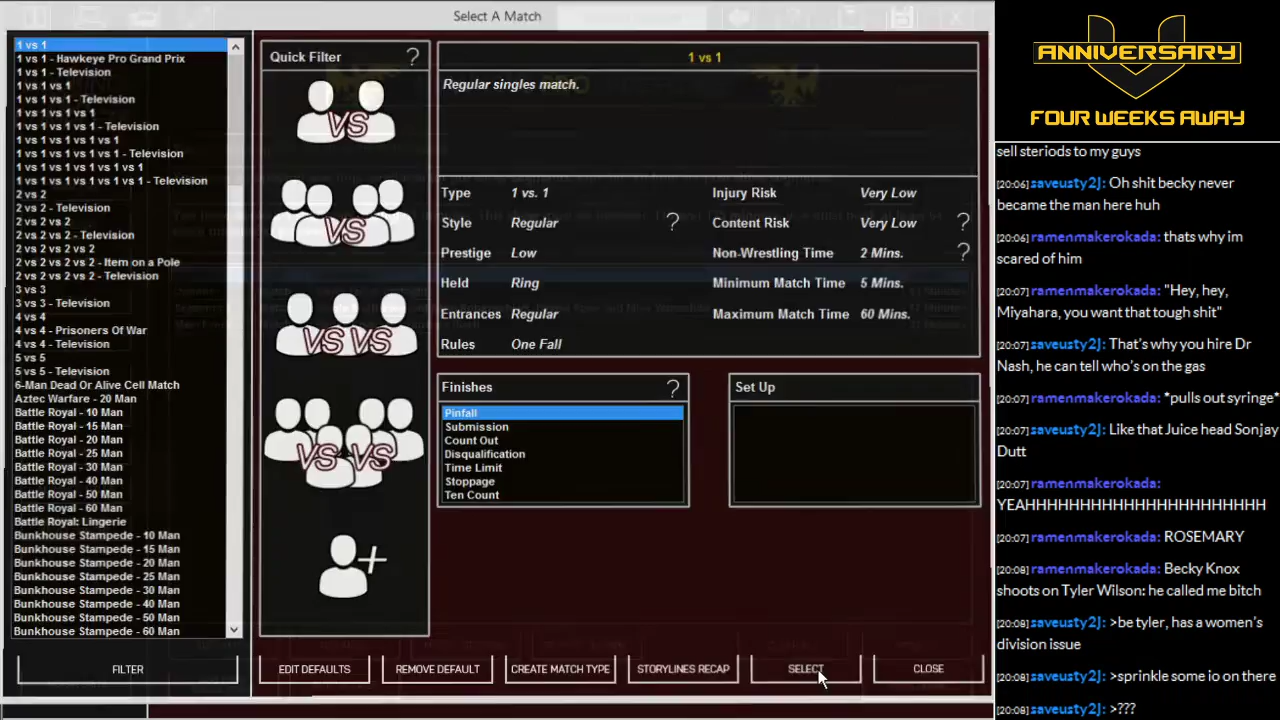 Select A Match
1 vs 1
1 vs 1 - Hawkeye Pro Grand Prix
1 vs 1 - Television
1 vs 1 vs 1
1 vs 1 vs 1 - Television
1 vs 1 vs 1 vs 1
1 vs 1 vs 1 vs 1 - Television
1 vs 1 vs 1 vs 1 vs 1
1 vs 1 vs 1 vs 1 vs 1 - Television
1 vs 1 vs 1 vs 1 vs 1 vs 1
1 vs 1 vs 1 vs 1 vs 1 vs 1 - Television
2 vs 2
2 vs 2 - Television
2 vs 2 vs 2
2 vs 2 vs 2 - Television
2 vs 2 vs 2 vs 2
2 vs 2 vs 2 vs 2 - Item on a Pole
2 vs 2 vs 2 vs 2 - Television
3 vs 3
3 vs 3 - Television
4 vs 4
4 vs 4 - Prisoners Of War
4 vs 4 - Television
5 vs 5
5 vs 5 - Television
6-Man Dead Or Alive Cell Match
Aztec Warfare - 20 Man
Battle Royal - 10 Man
Battle Royal - 15 Man
Battle Royal - 20 Man
Battle Royal - 25 Man
Battle Royal - 30 Man
Battle Royal - 40 Man
Battle Royal - 50 Man
Battle Royal - 60 Man
Battle Royal: Lingerie
Bunkhouse Stampede - 10 Man
Bunkhouse Stampede - 15 Man
Bunkhouse Stampede - 20 Man
Bunkhouse Stampede - 25 Man
Bunkhouse Stampede - 30 Man
Bunkhouse Stampede - 40 Man
Bunkhouse Stampede - 50 Man
Bunkhouse Stampede - 60 Man
FILTER
Quick Filter ?
VS
VS
VS VS
VS VS
+
1 vs 1
Regular singles match.
Type 1 vs. 1 Injury Risk Very Low
Style Regular ? Content Risk Very Low ?
Prestige Low Non-Wrestling Time 2 Mins. ?
Held Ring Minimum Match Time 5 Mins.
Entrances Regular Maximum Match Time 60 Mins.
Rules One Fall
Finishes ?
Pinfall
Submission
Count Out
Disqualification
Time Limit
Stoppage
Ten Count
Set Up
EDIT DEFAULTS REMOVE DEFAULT CREATE MATCH TYPE STORYLINES RECAP SELECT CLOSE
ANNIVERSARY
FOUR WEEKS AWAY
sell steriods to my guys
[20:06] saveusty2J: Oh shit becky never
became the man here huh
[20:06] ramenmakerokada: thats why im
scared of him
[20:07] ramenmakerokada: "Hey, hey,
Miyahara, you want that tough shit"
[20:07] saveusty2J: That's why you hire Dr
Nash, he can tell who's on the gas
[20:07] ramenmakerokada: *pulls out syringe*
[20:07] saveusty2J: Like that Juice head Sonjay
Dutt
[20:07] ramenmakerokada:
YEAHHHHHHHHHHHHHHHHHHHHH
[20:07] ramenmakerokada: ROSEMARY
[20:08] ramenmakerokada: Becky Knox
shoots on Tyler Wilson: he called me bitch
[20:08] saveusty2J: >be tyler, has a women's
division issue
[20:08] saveusty2J: >sprinkle some io on there
[20:08] saveusty2J: >???